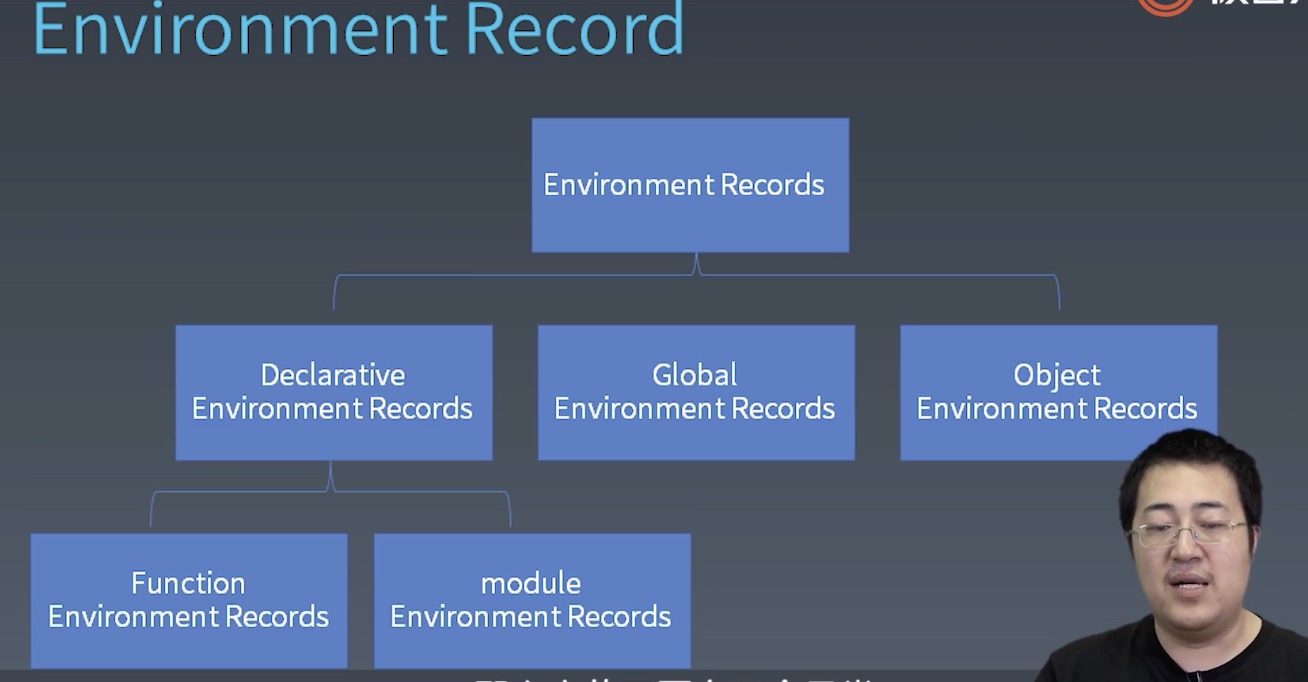 Environment Record
Environment Records
Declarative
Environment Records
Global
Environment Records
Object
Environment Records
Function
Environment Records
module
Environment Records